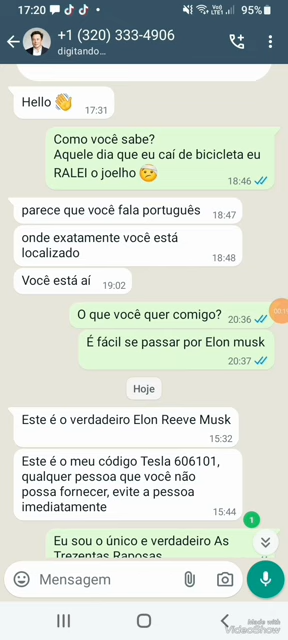 17:20
Vo)
LTE1
95%
+1 (320) 333-4906
digitando...
Hello 👋
17:31
Como você sabe?
Aquele dia que eu caí de bicicleta eu
RALEI o joelho 🤕
18:46
parece que você fala português
18:47
onde exatamente você está
localizado
18:48
Você está aí
19:02
O que você quer comigo?
20:36
É fácil se passar por Elon musk
20:37
Hoje
Este é o verdadeiro Elon Reeve Musk
15:32
Este é o meu código Tesla 606101,
qualquer pessoa que você não
possa fornecer, evite a pessoa
imediatamente
15:44
1
Eu sou o único e verdadeiro As
Trezentas Raposas
Mensagem
Made with
VideoShow